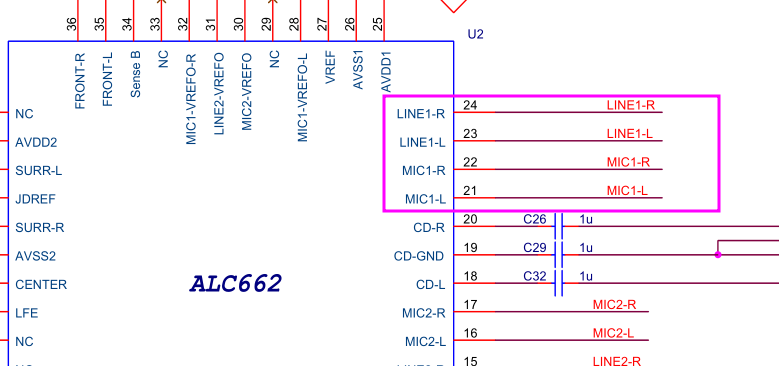 36 35 34 33 32 31 30 29 28 27 26 25
U2
FRONT-R
FRONT-L
Sense B
NC
MIC1-VREFO-R
LINE2-VREFO
MIC2-VREFO
NC
MIC1-VREFO-L
VREF
AVSS1
AVDD1
NC
AVDD2
SURR-L
JDREF
SURR-R
AVSS2
CENTER
LFE
NC
ALC662
LINE1-R 24 LINE1-R
LINE1-L 23 LINE1-L
MIC1-R 22 MIC1-R
MIC1-L 21 MIC1-L
CD-R 20 C26 1u
CD-GND 19 C29 1u
CD-L 18 C32 1u
MIC2-R 17 MIC2-R
MIC2-L 16 MIC2-L
15 LINE2-R